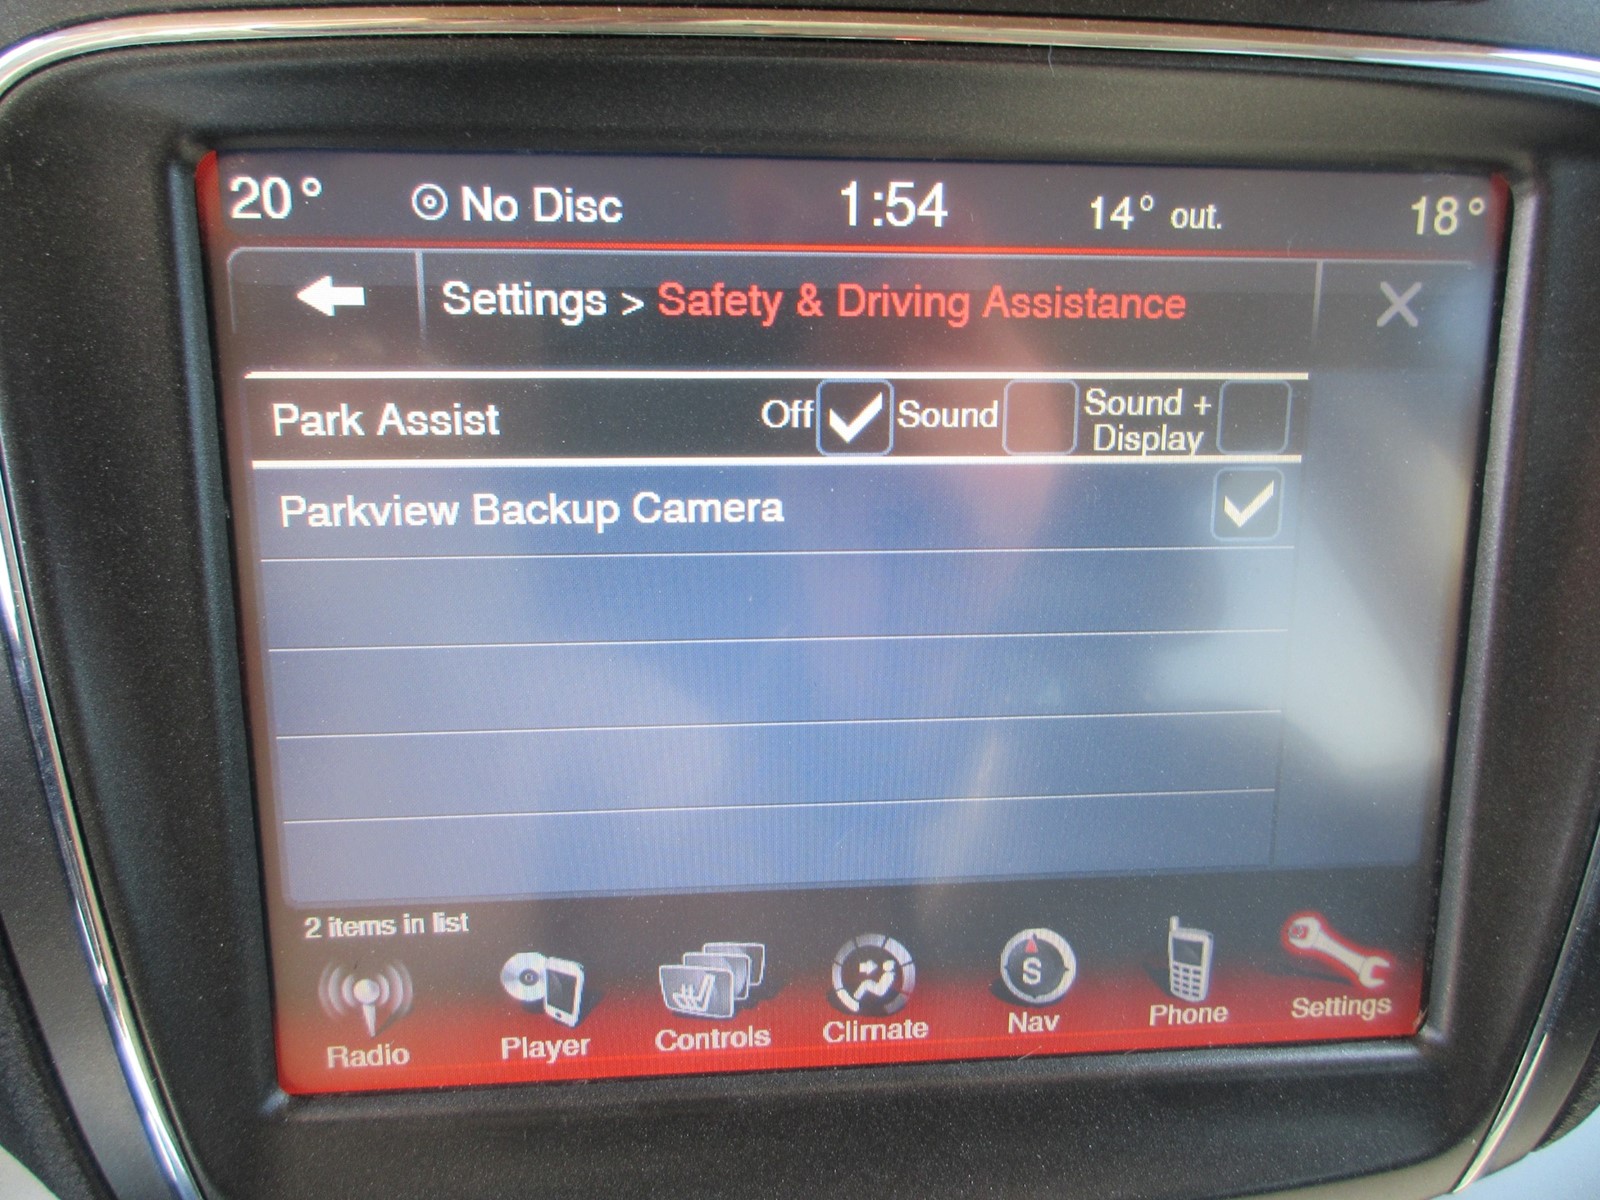 20° No Disc 1:54 14° out. 18°
Settings > Safety & Driving Assistance
Park Assist Off Sound Sound +
Display
Parkview Backup Camera
2 items in list
S
Radio Player Controls Climate Nav Phone Settings